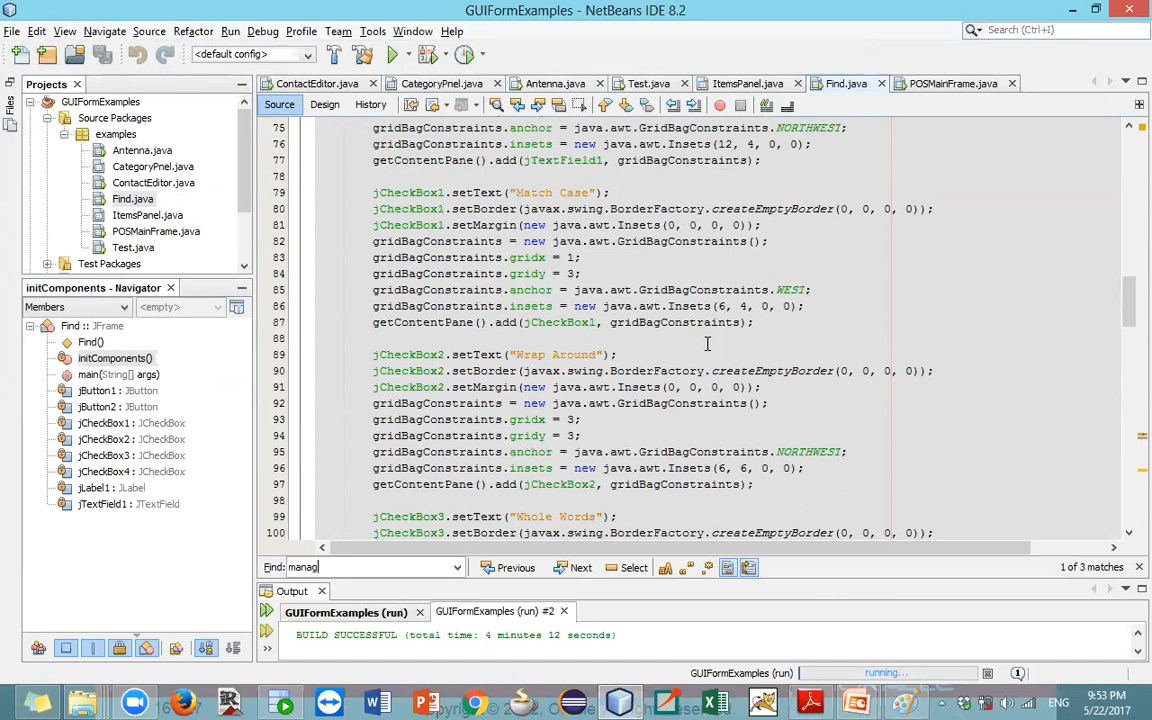 GUIFormExamples - NetBeans IDE 8.2
File Edit View Navigate Source Refactor Run Debug Profile Team Tools Window Help
Search (Ctrl+I)
<default config>
Files
Projects
GUIFormExamples
Source Packages
examples
Antenna.java
CategoryPnel.java
ContactEditor.java
Find.java
ItemsPanel.java
POSMainFrame.java
Test.java
Test Packages
initComponents - Navigator
Members
<empty>
Find :: JFrame
Find()
initComponents()
main(String[] args)
jButton1 : JButton
jButton2 : JButton
jCheckBox1 : JCheckBox
jCheckBox2 : JCheckBox
jCheckBox3 : JCheckBox
jCheckBox4 : JCheckBox
jLabel1 : JLabel
jTextField1 : JTextField
ContactEditor.java CategoryPnel.java Antenna.java Test.java ItemsPanel.java Find.java POSMainFrame.java
Source Design History
75 gridBagConstraints.anchor = java.awt.GridBagConstraints.NORTHWEST;
76 gridBagConstraints.insets = new java.awt.Insets(12, 4, 0, 0);
77 getContentPane().add(jTextField1, gridBagConstraints);
78
79 jCheckBox1.setText("Match Case");
80 jCheckBox1.setBorder(javax.swing.BorderFactory.createEmptyBorder(0, 0, 0, 0));
81 jCheckBox1.setMargin(new java.awt.Insets(0, 0, 0, 0));
82 gridBagConstraints = new java.awt.GridBagConstraints();
83 gridBagConstraints.gridx = 1;
84 gridBagConstraints.gridy = 3;
85 gridBagConstraints.anchor = java.awt.GridBagConstraints.WEST;
86 gridBagConstraints.insets = new java.awt.Insets(6, 4, 0, 0);
87 getContentPane().add(jCheckBox1, gridBagConstraints);
88
89 jCheckBox2.setText("Wrap Around");
90 jCheckBox2.setBorder(javax.swing.BorderFactory.createEmptyBorder(0, 0, 0, 0));
91 jCheckBox2.setMargin(new java.awt.Insets(0, 0, 0, 0));
92 gridBagConstraints = new java.awt.GridBagConstraints();
93 gridBagConstraints.gridx = 3;
94 gridBagConstraints.gridy = 3;
95 gridBagConstraints.anchor = java.awt.GridBagConstraints.NORTHWEST;
96 gridBagConstraints.insets = new java.awt.Insets(6, 6, 0, 0);
97 getContentPane().add(jCheckBox2, gridBagConstraints);
98
99 jCheckBox3.setText("Whole Words");
100 jCheckBox3.setBorder(javax.swing.BorderFactory.createEmptyBorder(0, 0, 0, 0));
Find: manag Previous Next Select 1 of 3 matches
Output
GUIFormExamples (run) GUIFormExamples (run) #2
BUILD SUCCESSFUL (total time: 4 minutes 12 seconds)
GUIFormExamples (run) running...
ENG
9:53 PM
5/22/2017